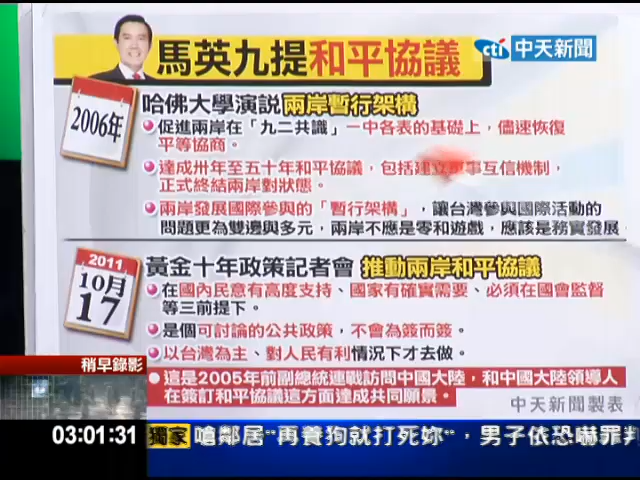 馬英九提和平協議
cti 中天新聞
2006年
哈佛大學演説 兩岸暫行架構
促進兩岸在「九二共識」一中各表的基礎上，儘速恢復
平等協商。
達成卅年至五十年和平協議，包括建立軍事互信機制，
正式終結兩岸對狀態。
兩岸發展國際參與的「暫行架構」，讓台灣參與國際活動的
問題更為雙邊與多元，兩岸不應是零和遊戲，應該是務實發展
2011
10月
17
黃金十年政策記者會 推動兩岸和平協議
在國內民意有高度支持、國家有確實需要、必須在國會監督
等三前提下。
是個可討論的公共政策，不會為簽而簽。
以台灣為主、對人民有利情況下才去做。
這是2005年前副總統連戰訪問中國大陸，和中國大陸領導人
在簽訂和平協議這方面達成共同願景。
中天新聞製表
稍早錄影
03:01:31
獨家 嗆鄰居"再養狗就打死妳"，男子依恐嚇罪判